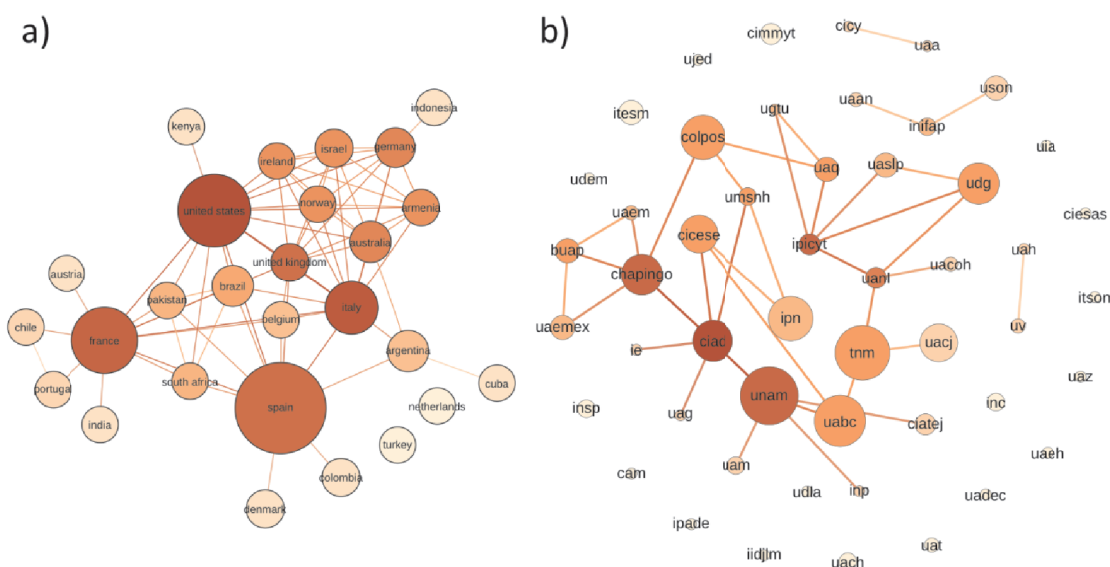 a)
kenya
indonesia
ireland
israel
germany
united states
norway
armenia
australia
united kingdom
austria
pakistan
brazil
italy
chile
france
belgium
argentina
portugal
south africa
india
spain
cuba
netherlands
turkey
colombia
denmark
b)
cimmyt
cicy
uaa
ujed
itesm
uaan
uson
ugtu
inifap
colpos
uia
udem
uaq
uaslp
udg
umsnh
uaem
ciesas
cicese
buap
ipicyt
uah
chapingo
uanl
uacoh
itson
uaemex
ipn
uv
ie
ciad
tnm
uacj
uaz
unam
inc
insp
uag
uabc
ciatej
uam
uaeh
cam
udla
inp
uadec
ipade
iidjlm
uach
uat